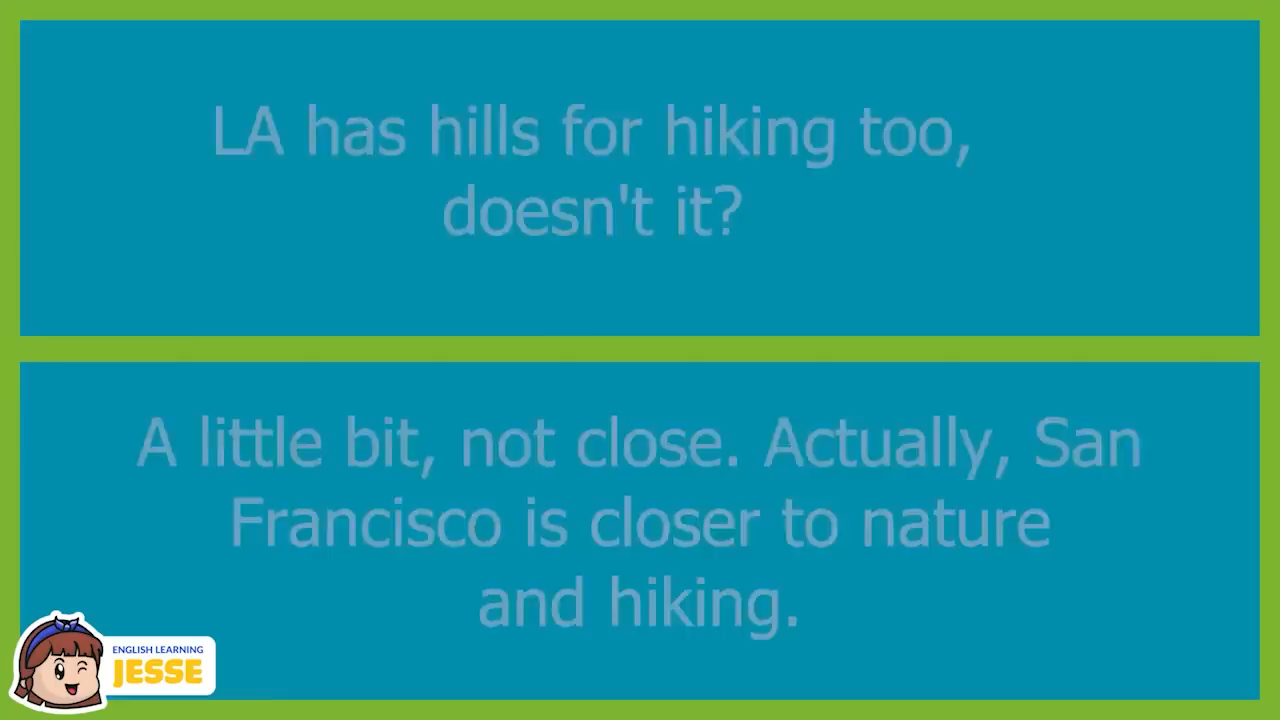 LA has hills for hiking too,
doesn't it?
A little bit, not close. Actually, San
Francisco is closer to nature
and hiking.
ENGLISH LEARNING
JESSE